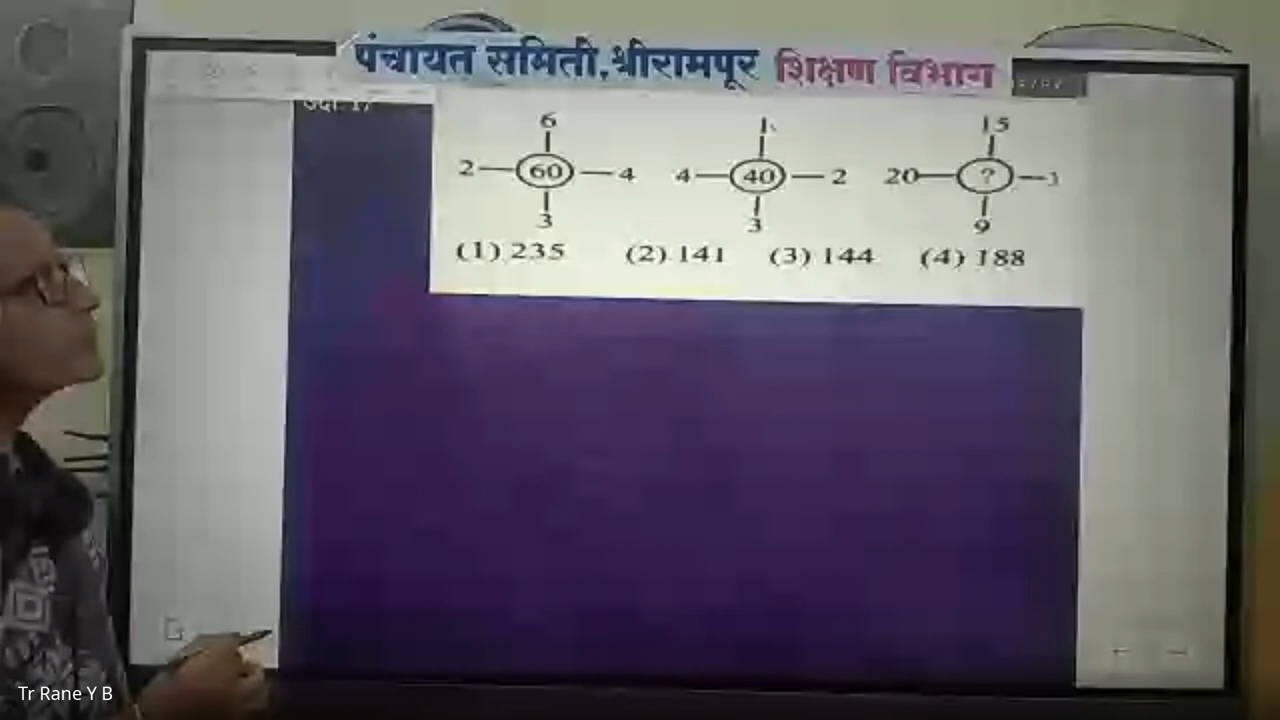 पंचायत समिती,श्रीरामपूर शिक्षण विभाग
6 1 15
2 60 4 4 40 2 20 ? 3
3 3 9
(1) 235 (2) 141 (3) 144 (4) 188
Tr Rane Y B